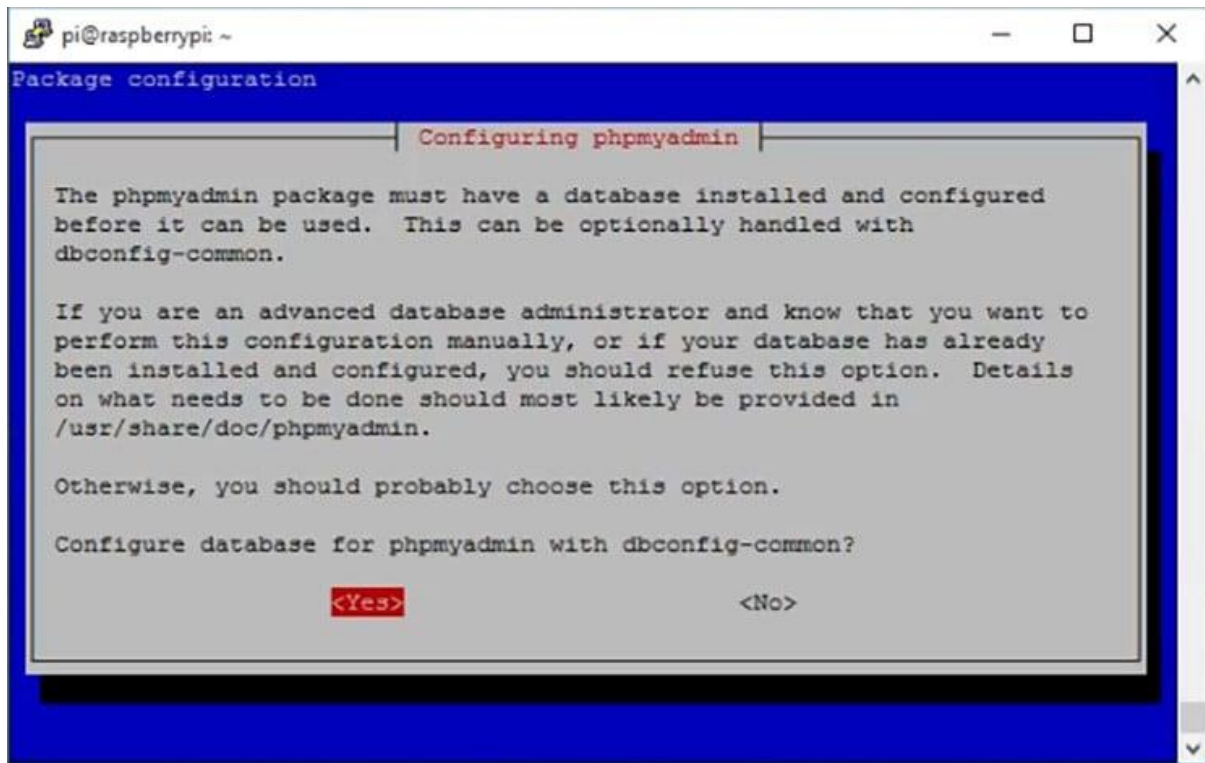 pi@raspberrypi: ~
Package configuration
Configuring phpmyadmin
The phpmyadmin package must have a database installed and configured
before it can be used.  This can be optionally handled with
dbconfig-common.
If you are an advanced database administrator and know that you want to
perform this configuration manually, or if your database has already
been installed and configured, you should refuse this option.  Details
on what needs to be done should most likely be provided in
/usr/share/doc/phpmyadmin.
Otherwise, you should probably choose this option.
Configure database for phpmyadmin with dbconfig-common?
<Yes> <No>